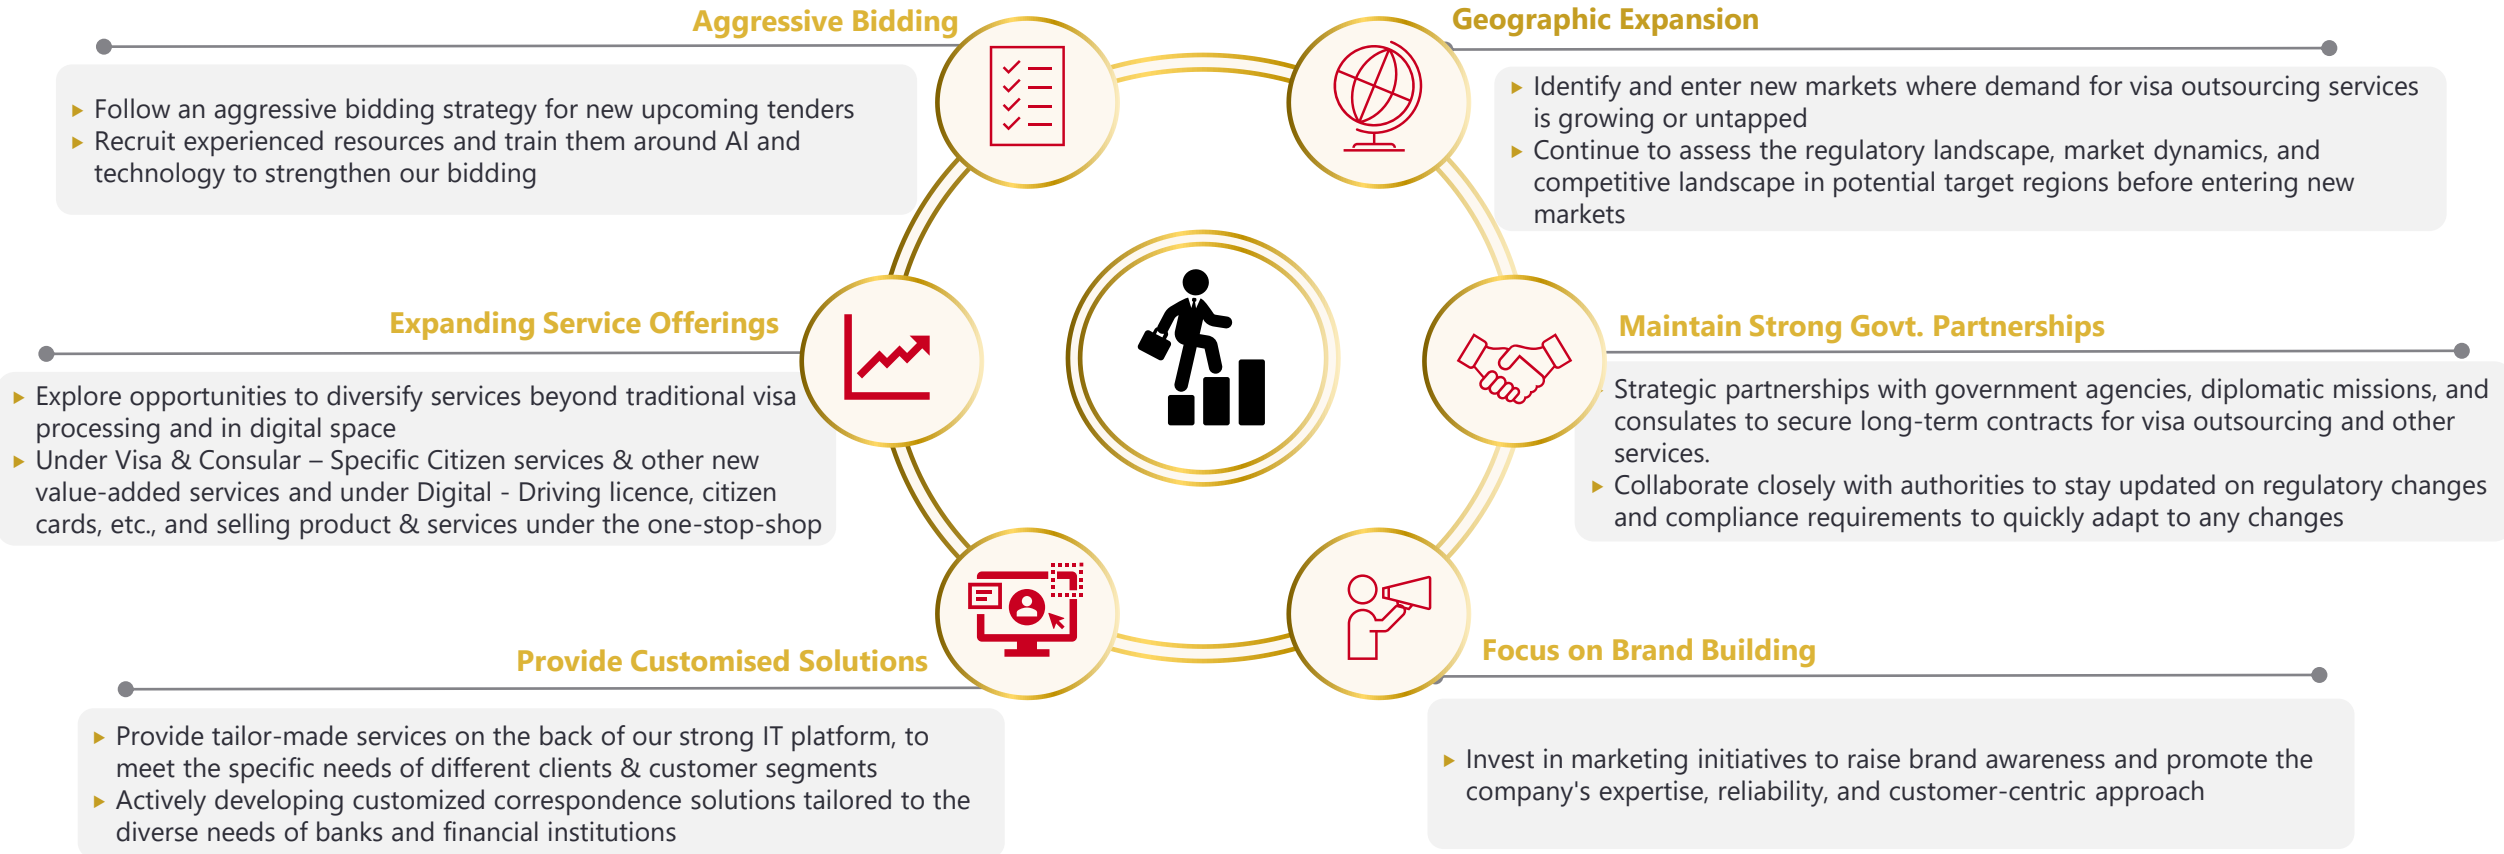 Aggressive Bidding
▸ Follow an aggressive bidding strategy for new upcoming tenders
▸ Recruit experienced resources and train them around AI and
technology to strengthen our bidding
Geographic Expansion
▸ Identify and enter new markets where demand for visa outsourcing services
is growing or untapped
▸ Continue to assess the regulatory landscape, market dynamics, and
competitive landscape in potential target regions before entering new
markets
Expanding Service Offerings
▸ Explore opportunities to diversify services beyond traditional visa
processing and in digital space
▸ Under Visa & Consular – Specific Citizen services & other new
value-added services and under Digital - Driving licence, citizen
cards, etc., and selling product & services under the one-stop-shop
Maintain Strong Govt. Partnerships
▸ Strategic partnerships with government agencies, diplomatic missions, and
consulates to secure long-term contracts for visa outsourcing and other
services.
▸ Collaborate closely with authorities to stay updated on regulatory changes
and compliance requirements to quickly adapt to any changes
Provide Customised Solutions
▸ Provide tailor-made services on the back of our strong IT platform, to
meet the specific needs of different clients & customer segments
▸ Actively developing customized correspondence solutions tailored to the
diverse needs of banks and financial institutions
Focus on Brand Building
▸ Invest in marketing initiatives to raise brand awareness and promote the
company's expertise, reliability, and customer-centric approach